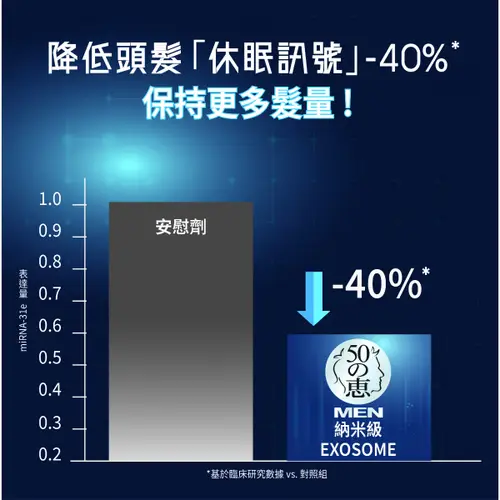 降低頭髮「休眠訊號」-40%*
保持更多髮量！
1.0
0.9
0.8
0.7
0.6
0.5
0.4
0.3
0.2
miRNA-31e 表達量
安慰劑
-40%*
50
の
恵
MEN
納米級
EXOSOME
*基於臨床研究數據 vs. 對照組